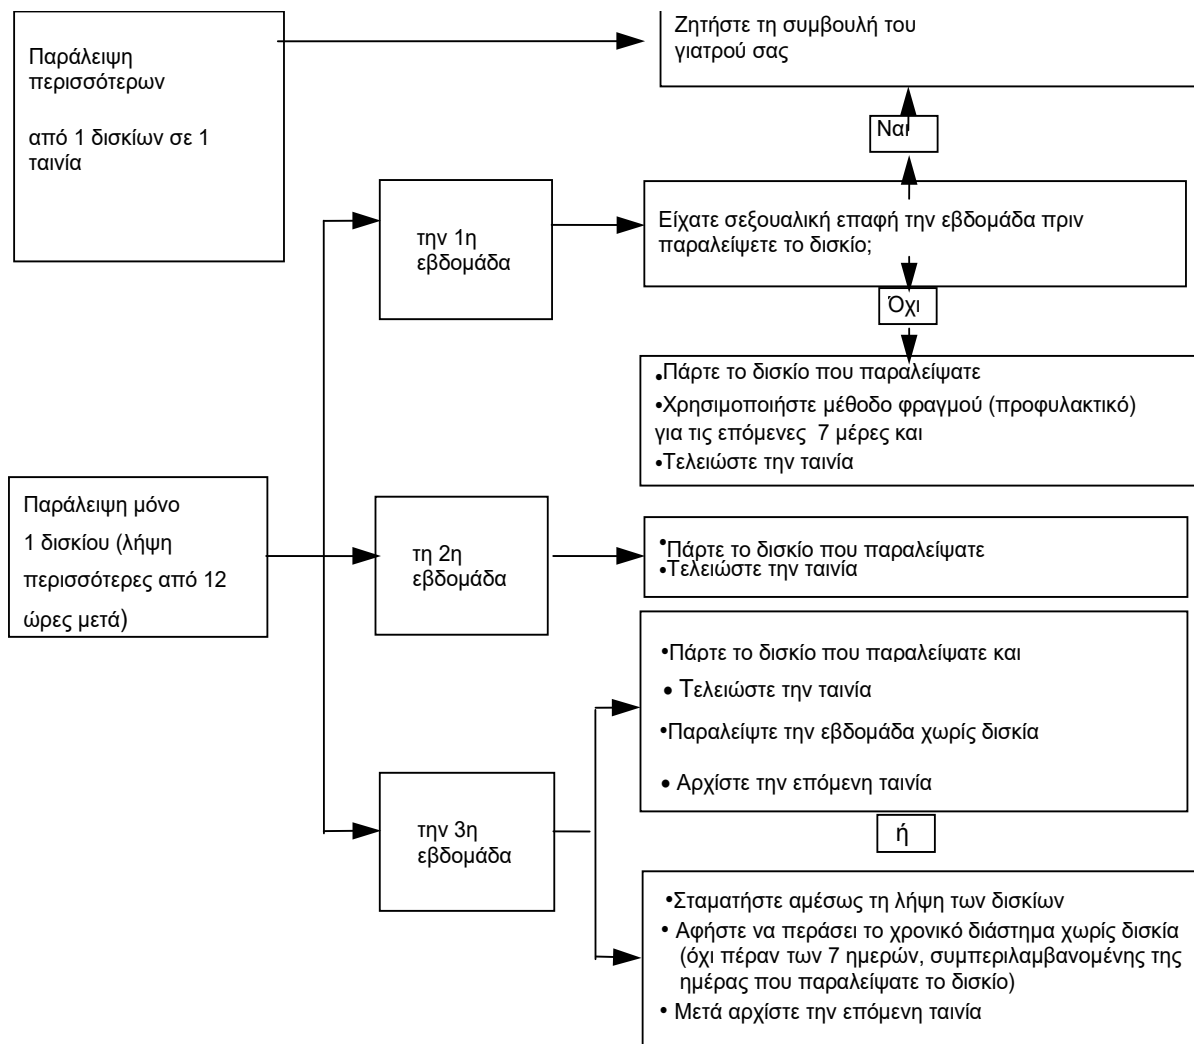 Παράλειψη
περισσότερων
από 1 δισκίων σε 1
ταινία
Ζητήστε τη συμβουλή του
γιατρού σας
Ναι
την 1η
εβδομάδα
Είχατε σεξουαλική επαφή την εβδομάδα πριν
παραλείψετε το δισκίο;
Όχι
•Πάρτε το δισκίο που παραλείψατε
•Χρησιμοποιήστε μέθοδο φραγμού (προφυλακτικό)
για τις επόμενες 7 μέρες και
•Τελειώστε την ταινία
Παράλειψη μόνο
1 δισκίου (λήψη
περισσότερες από 12
ώρες μετά)
τη 2η
εβδομάδα
•Πάρτε το δισκίο που παραλείψατε
•Τελειώστε την ταινία
την 3η
εβδομάδα
•Πάρτε το δισκίο που παραλείψατε και
• Τελειώστε την ταινία
•Παραλείψτε την εβδομάδα χωρίς δισκία
• Αρχίστε την επόμενη ταινία
ή
•Σταματήστε αμέσως τη λήψη των δισκίων
• Αφήστε να περάσει το χρονικό διάστημα χωρίς δισκία
(όχι πέραν των 7 ημερών, συμπεριλαμβανομένης της
ημέρας που παραλείψατε το δισκίο)
• Μετά αρχίστε την επόμενη ταινία